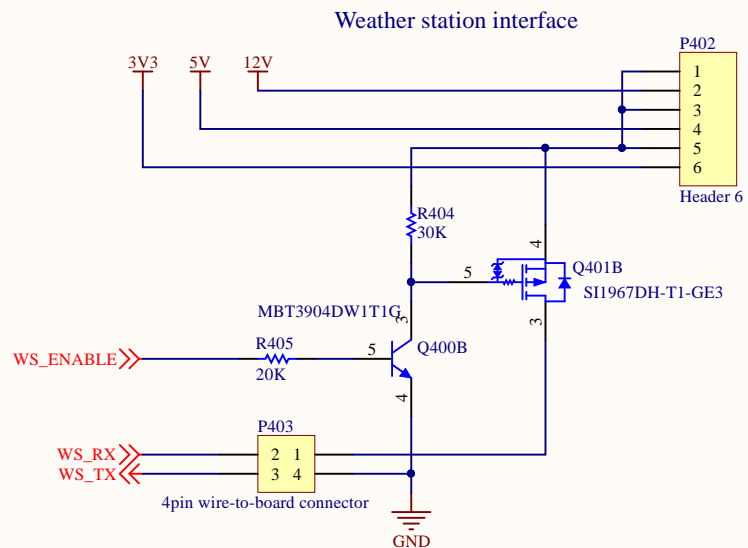 Weather station interface
3V3 5V 12V
P402
1
2
3
4
5
6
Header 6
R404
30K
4
5
Q401B
SI1967DH-T1-GE3
3
MBT3904DW1T1G
3
R405
WS_ENABLE
20K
5
Q400B
4
P403
WS_RX
2 1
WS_TX
3 4
4pin wire-to-board connector
GND